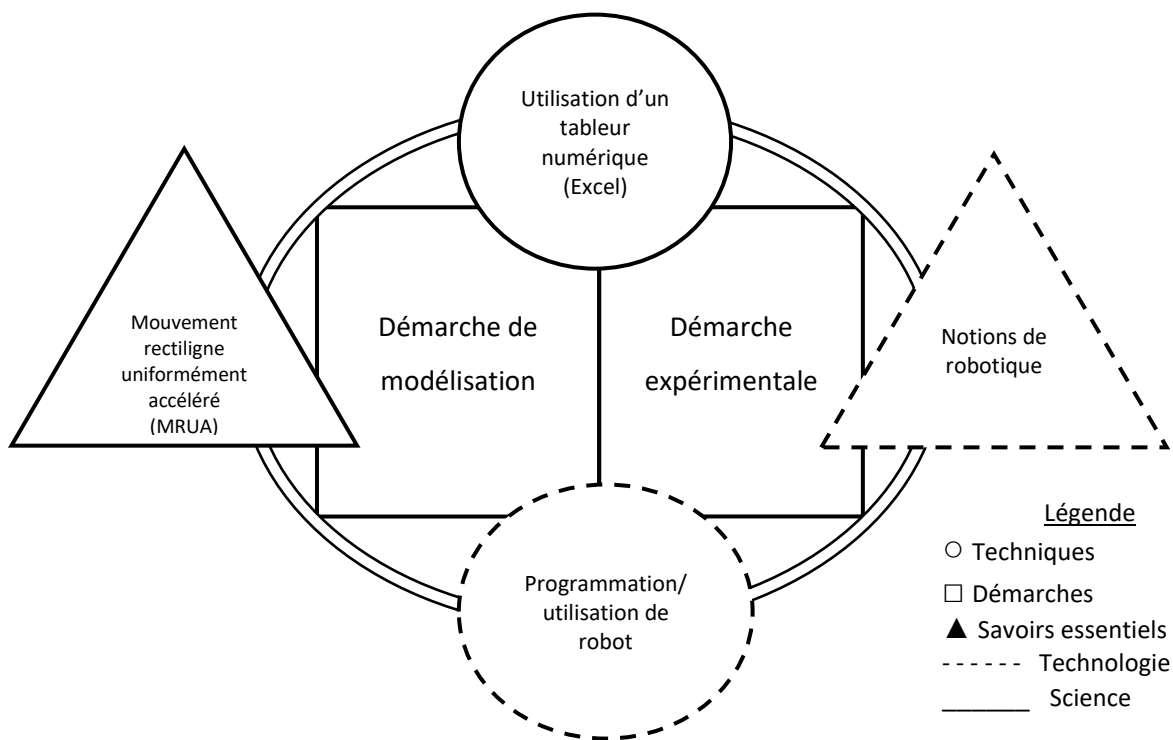 Utilisation d’un
tableur
numérique
(Excel)
Mouvement
rectiligne
uniformément
accéléré
(MRUA)
Démarche de
modélisation
Démarche
expérimentale
Notions de
robotique
Programmation/
utilisation de
robot
Légende
○ Techniques
□ Démarches
▲ Savoirs essentiels
------ Technologie
______ Science